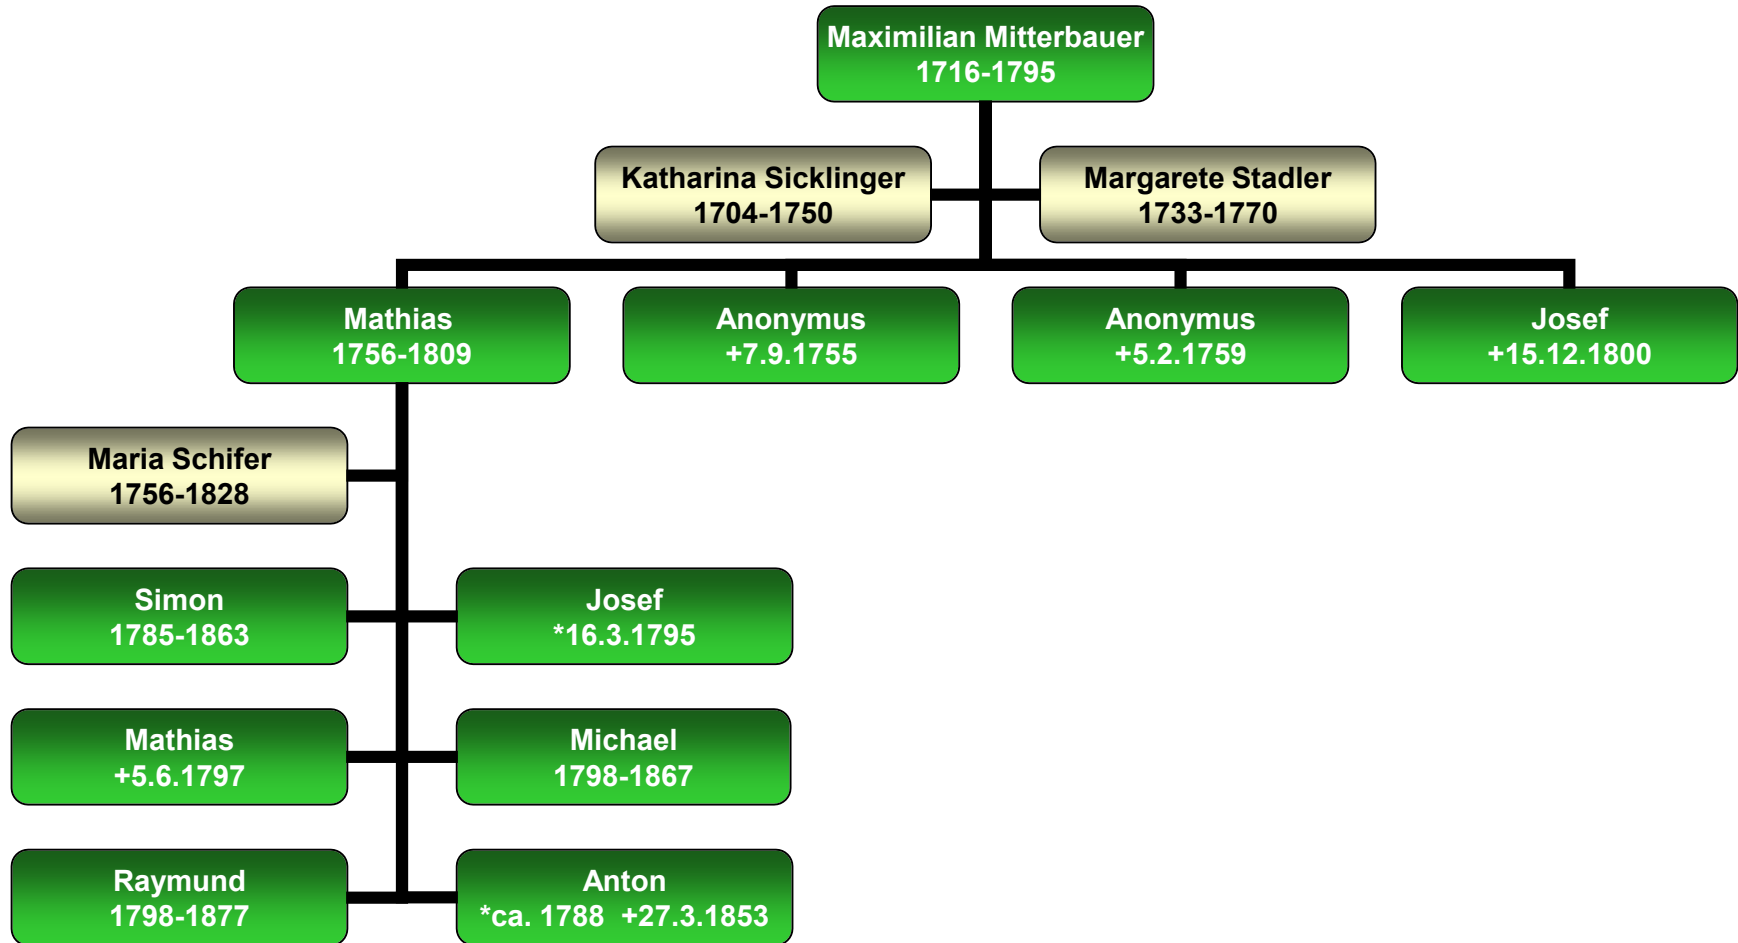 Maximilian Mitterbauer
1716-1795
Katharina Sicklinger
1704-1750
Margarete Stadler
1733-1770
Mathias
1756-1809
Anonymus
+7.9.1755
Anonymus
+5.2.1759
Josef
+15.12.1800
Maria Schifer
1756-1828
Simon
1785-1863
Josef
*16.3.1795
Mathias
+5.6.1797
Michael
1798-1867
Raymund
1798-1877
Anton
*ca. 1788 +27.3.1853